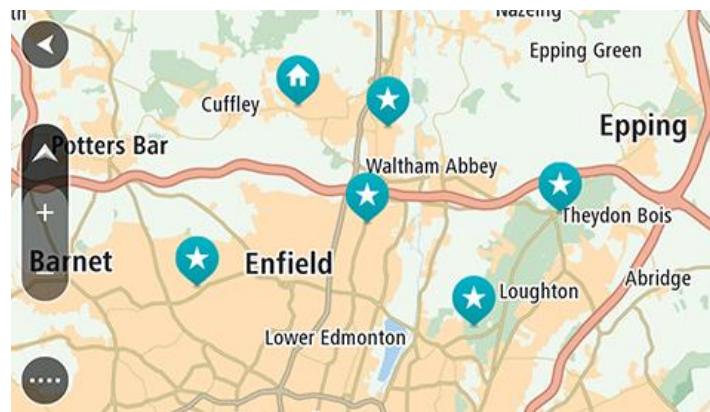 Nazeing
Epping Green
Cuffley
Epping
Potters Bar
Waltham Abbey
Theydon Bois
Barnet
Enfield
Loughton
Abridge
Lower Edmonton